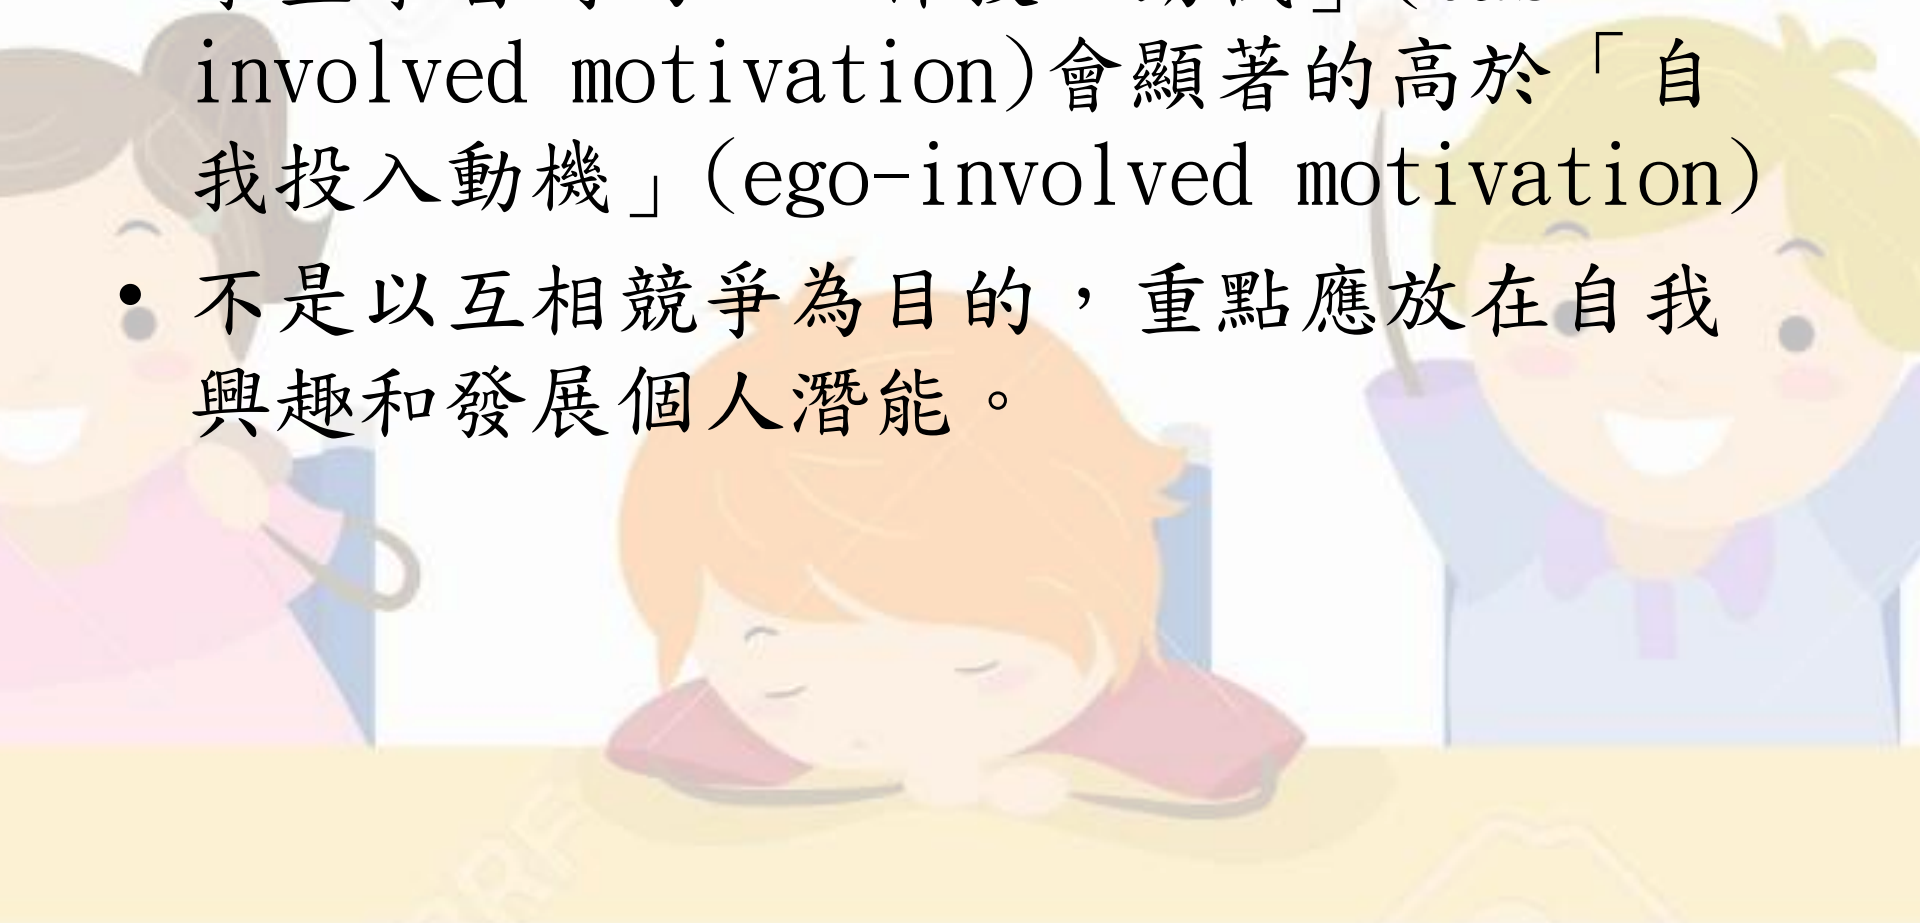 involved motivation)會顯著的高於「自
我投入動機」(ego-involved motivation)
• 不是以互相競爭為目的，重點應放在自我
興趣和發展個人潛能。